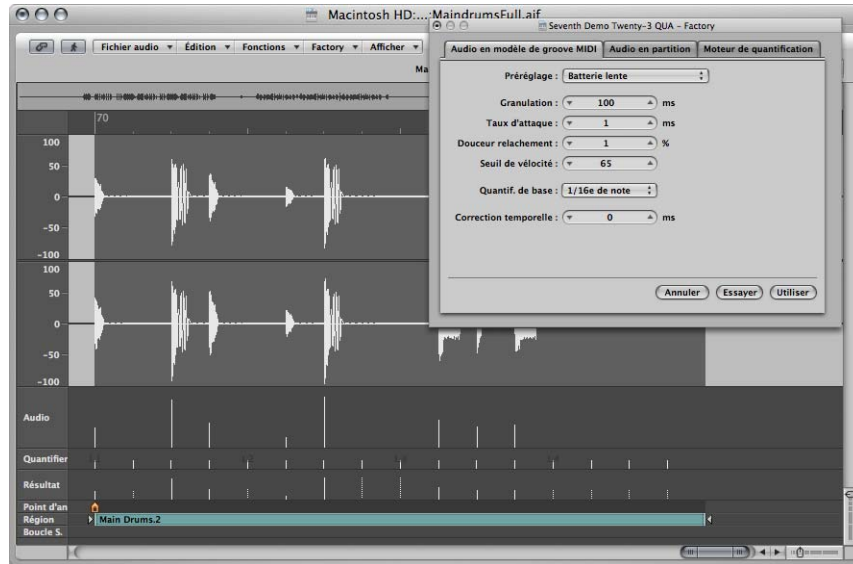 Macintosh HD:...:MaindrumsFull.aif
Fichier audio Édition Fonctions Factory Afficher
Ma
70
100
50
0
-50
-100
100
50
0
-50
-100
Audio
Quantifier
Résultat
Point d'an
Région Main Drums.2
Boucle S.
Seventh Demo Twenty-3 QUA - Factory
Audio en modèle de groove MIDI Audio en partition Moteur de quantification
Préréglage : Batterie lente
Granulation : 100 ms
Taux d'attaque : 1 ms
Douceur relachement : 1 %
Seuil de vélocité : 65
Quantif. de base : 1/16e de note
Correction temporelle : 0 ms
Annuler Essayer Utiliser